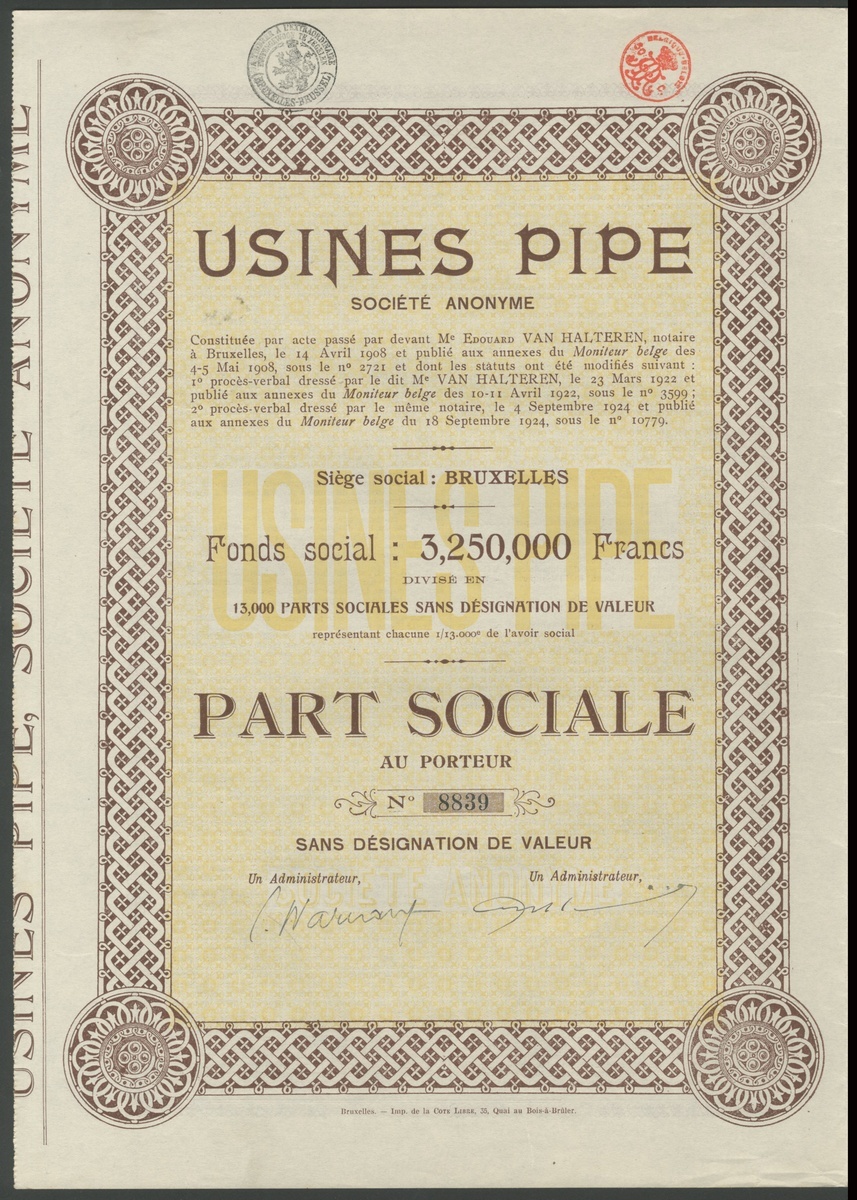 USINES PIPE
SOCIÉTÉ ANONYME
Constituée par acte passé par devant Me EDOUARD VAN HALTEREN, notaire
à Bruxelles, le 14 Avril 1908 et publié aux annexes du Moniteur belge des
4-5 Mai 1908, sous le no 2721 et dont les statuts ont été modifiés suivant :
1o procès-verbal dressé par le dit Me VAN HALTEREN, le 23 Mars 1922 et
publié aux annexes du Moniteur belge des 10-11 Avril 1922, sous le no 3599 ;
2o procès-verbal dressé par le même notaire, le 4 Septembre 1924 et publié
aux annexes du Moniteur belge du 18 Septembre 1924, sous le no 10779.
USINES PIPE
Siège social : BRUXELLES
Fonds social : 3,250,000 Francs
DIVISÉ EN
13,000 PARTS SOCIALES SANS DÉSIGNATION DE VALEUR
représentant chacune 1/13.000e de l'avoir social
PART SOCIALE
AU PORTEUR
No 8839
SANS DÉSIGNATION DE VALEUR
Un Administrateur, Un Administrateur,
Bruxelles. — Imp. de la COTE LIBRE, 35, Quai au Bois-à-Brûler.
USINES PIPE, SOCIÉTÉ ANONYME
(BRUXELLES-BRUSSEL)